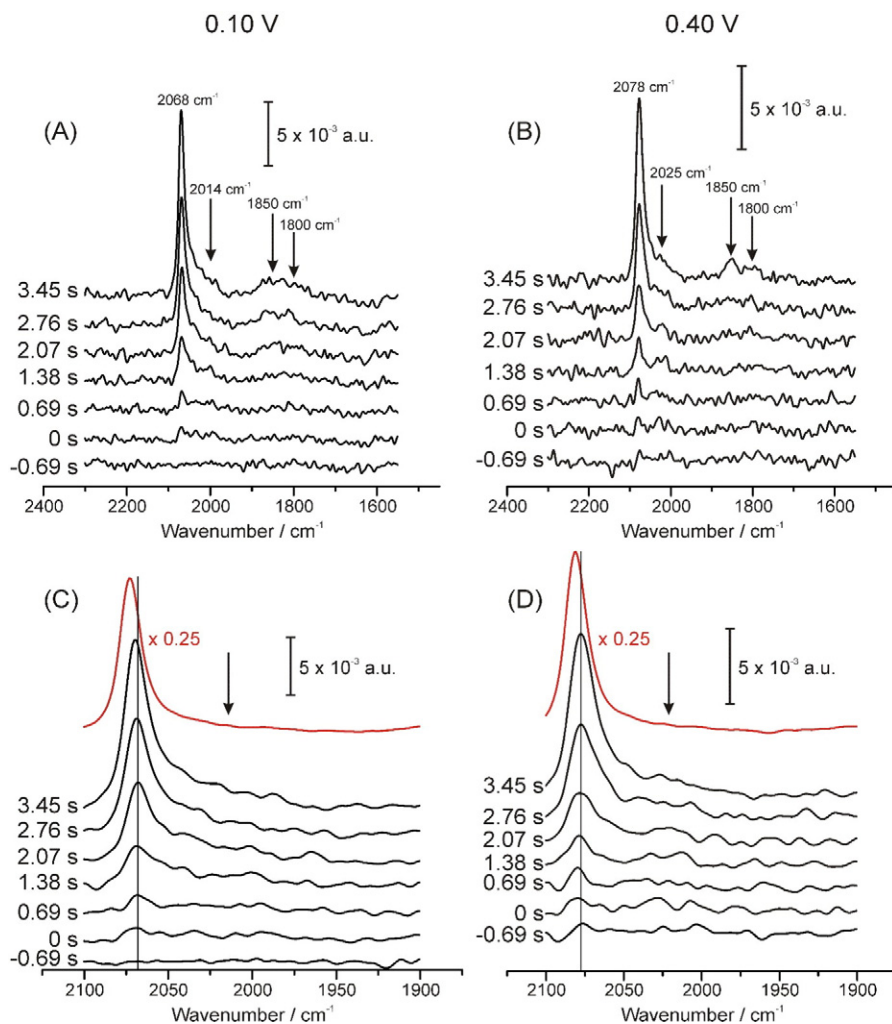 0.10 V
0.40 V
(A)
2068 cm⁻¹
5 x 10⁻³ a.u.
2014 cm⁻¹
1850 cm⁻¹
1800 cm⁻¹
3.45 s
2.76 s
2.07 s
1.38 s
0.69 s
0 s
-0.69 s
2400 2200 2000 1800 1600
Wavenumber / cm⁻¹
(B)
2078 cm⁻¹
5 x 10⁻³ a.u.
2025 cm⁻¹
1850 cm⁻¹
1800 cm⁻¹
3.45 s
2.76 s
2.07 s
1.38 s
0.69 s
0 s
-0.69 s
2400 2200 2000 1800 1600
Wavenumber / cm⁻¹
(C)
x 0.25
5 x 10⁻³ a.u.
3.45 s
2.76 s
2.07 s
1.38 s
0.69 s
0 s
-0.69 s
2100 2050 2000 1950 1900
Wavenumber / cm⁻¹
(D)
x 0.25
5 x 10⁻³ a.u.
3.45 s
2.76 s
2.07 s
1.38 s
0.69 s
0 s
-0.69 s
2100 2050 2000 1950 1900
Wavenumber / cm⁻¹